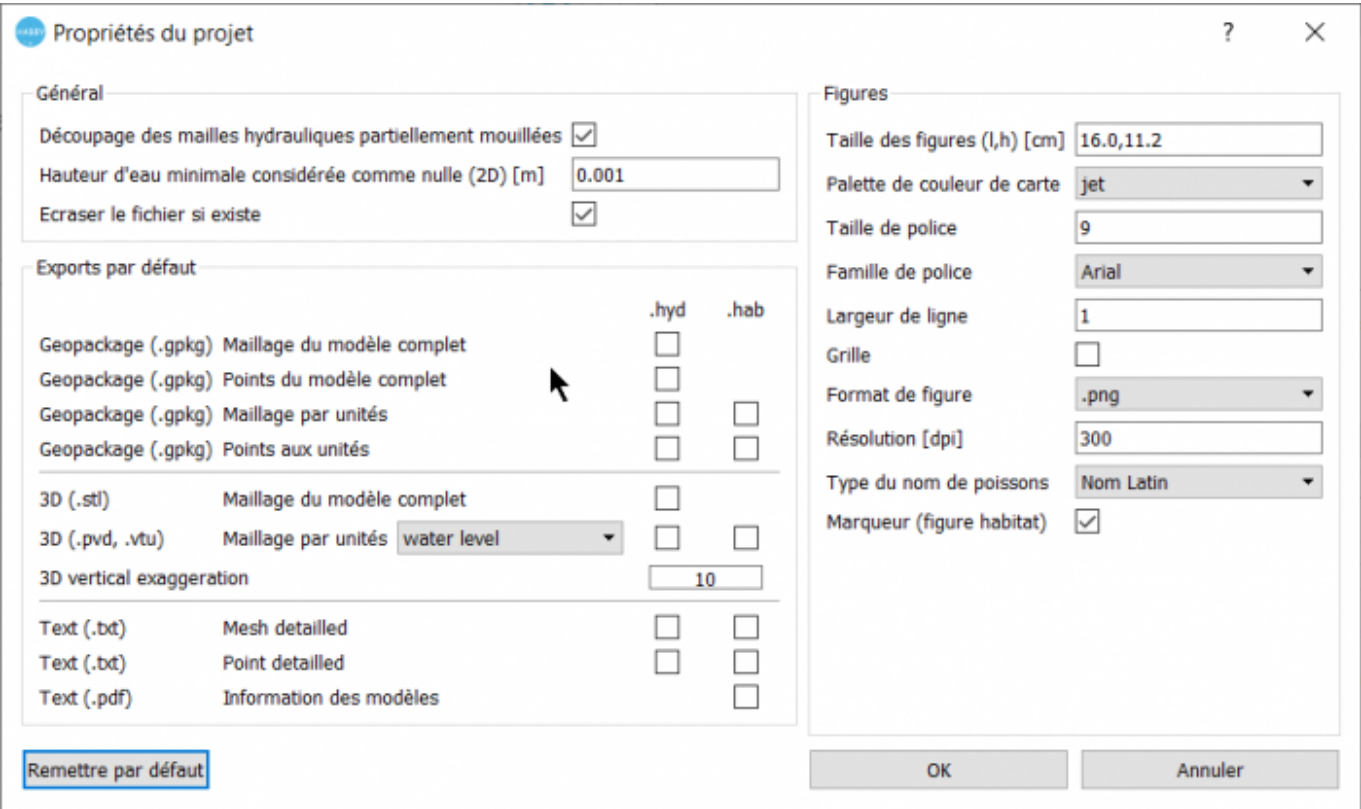 HABBY
Propriétés du projet
?
Général
Découpage des mailles hydrauliques partiellement mouillées
Hauteur d'eau minimale considérée comme nulle (2D) [m] 0.001
Ecraser le fichier si existe
Exports par défaut
.hyd .hab
Geopackage (.gpkg) Maillage du modèle complet
Geopackage (.gpkg) Points du modèle complet
Geopackage (.gpkg) Maillage par unités
Geopackage (.gpkg) Points aux unités
3D (.stl) Maillage du modèle complet
3D (.pvd, .vtu) Maillage par unités water level
3D vertical exaggeration 10
Text (.txt) Mesh detailled
Text (.txt) Point detailled
Text (.pdf) Information des modèles
Remettre par défaut
Figures
Taille des figures (l,h) [cm] 16.0,11.2
Palette de couleur de carte jet
Taille de police 9
Famille de police Arial
Largeur de ligne 1
Grille
Format de figure .png
Résolution [dpi] 300
Type du nom de poissons Nom Latin
Marqueur (figure habitat)
OK Annuler